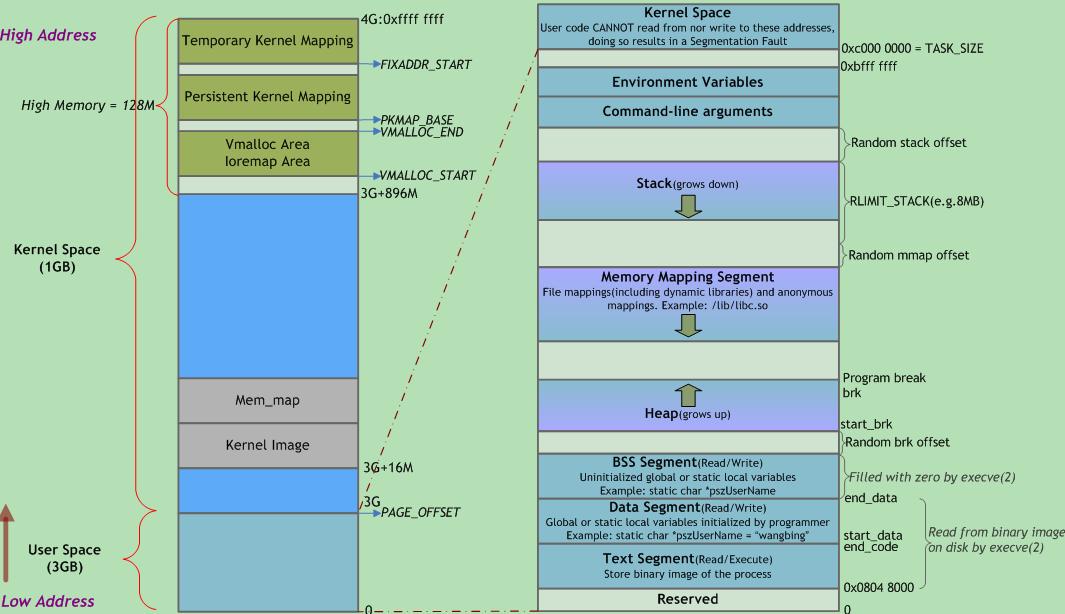 High Address
High Memory = 128M
Kernel Space
(1GB)
User Space
(3GB)
Low Address
4G:0xffff ffff
Temporary Kernel Mapping
FIXADDR_START
Persistent Kernel Mapping
PKMAP_BASE
VMALLOC_END
Vmalloc Area
Ioremap Area
VMALLOC_START
3G+896M
Mem_map
Kernel Image
3G+16M
3G
PAGE_OFFSET
0
Kernel Space
User code CANNOT read from nor write to these addresses,
doing so results in a Segmentation Fault
0xc000 0000 = TASK_SIZE
0xbfff ffff
Environment Variables
Command-line arguments
Random stack offset
Stack(grows down)
RLIMIT_STACK(e.g.8MB)
Random mmap offset
Memory Mapping Segment
File mappings(including dynamic libraries) and anonymous
mappings. Example: /lib/libc.so
Program break
brk
Heap(grows up)
start_brk
Random brk offset
BSS Segment(Read/Write)
Uninitialized global or static local variables
Example: static char *pszUserName
Filled with zero by execve(2)
end_data
Data Segment(Read/Write)
Global or static local variables initialized by programmer
Example: static char *pszUserName = "wangbing"
start_data
end_code
Read from binary image
on disk by execve(2)
Text Segment(Read/Execute)
Store binary image of the process
0x0804 8000
Reserved
0